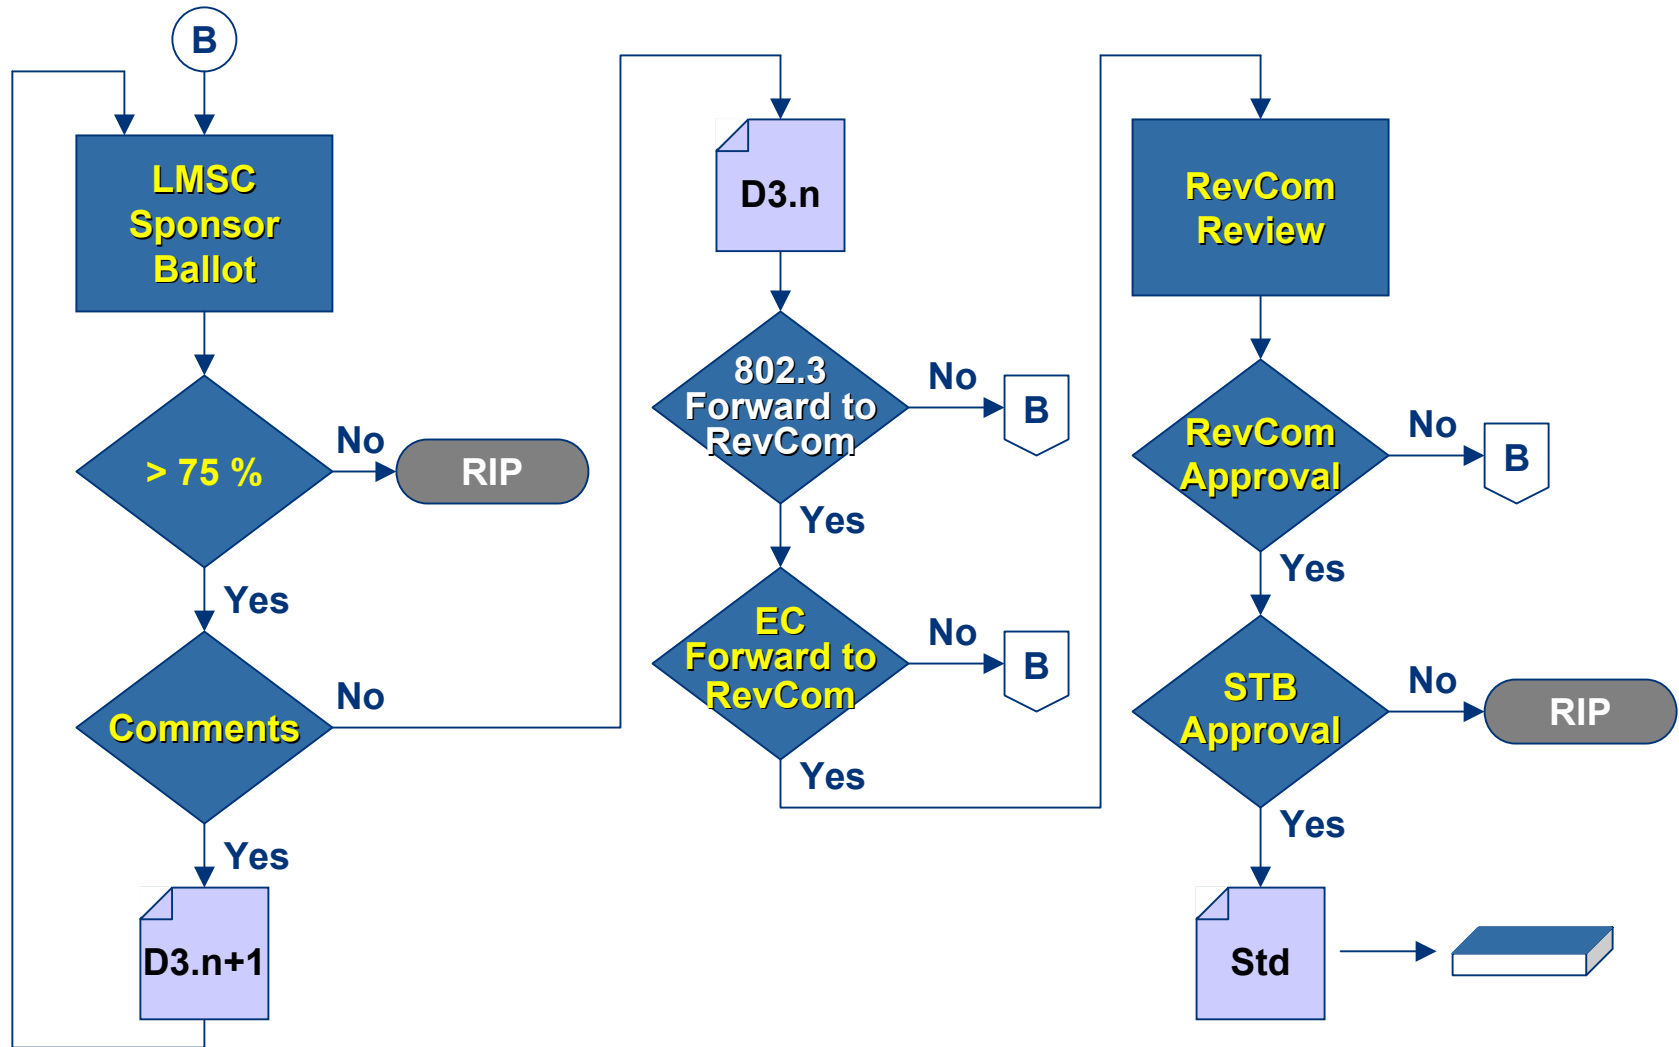 B
LMSC
Sponsor
Ballot
> 75 %
No
RIP
Yes
Comments
No
Yes
D3.n+1
D3.n
802.3
Forward to
RevCom
No
B
Yes
EC
Forward to
RevCom
No
B
Yes
RevCom
Review
RevCom
Approval
No
B
Yes
STB
Approval
No
RIP
Yes
Std